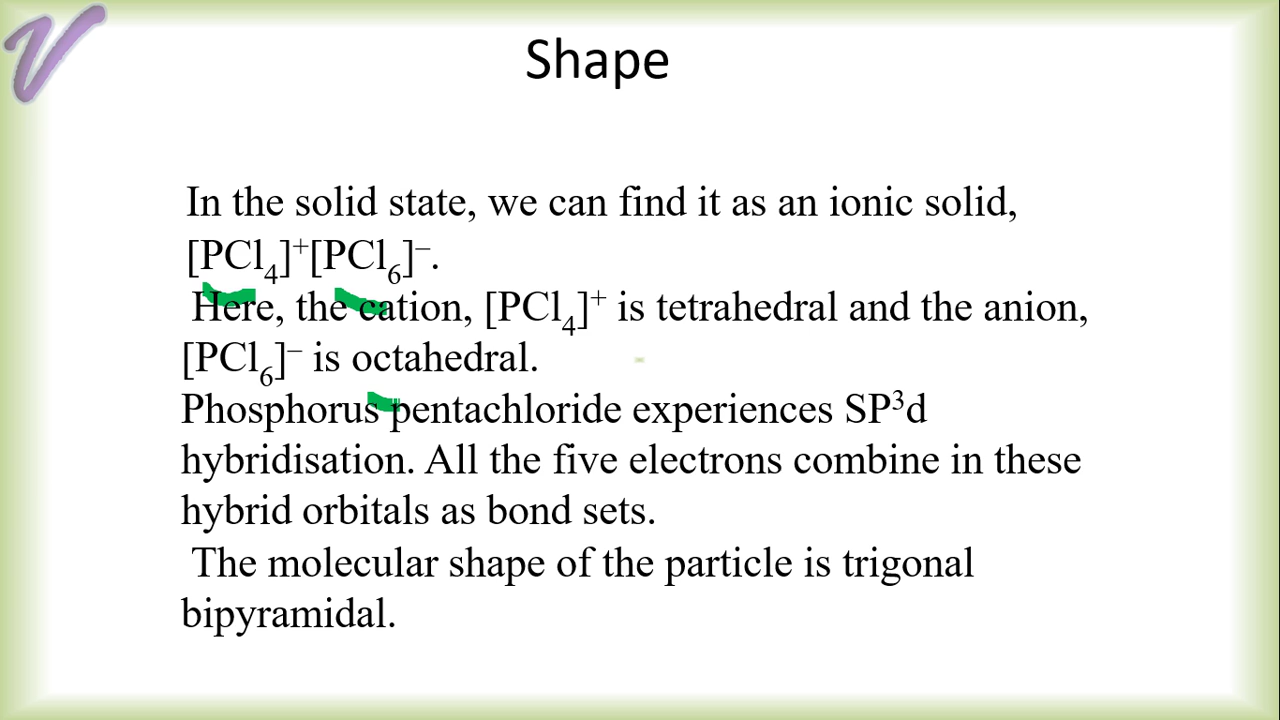 V
Shape
In the solid state, we can find it as an ionic solid,
[PCl₄]⁺[PCl₆]⁻.
Here, the cation, [PCl₄]⁺ is tetrahedral and the anion,
[PCl₆]⁻ is octahedral.
Phosphorus pentachloride experiences SP³d
hybridisation. All the five electrons combine in these
hybrid orbitals as bond sets.
The molecular shape of the particle is trigonal
bipyramidal.